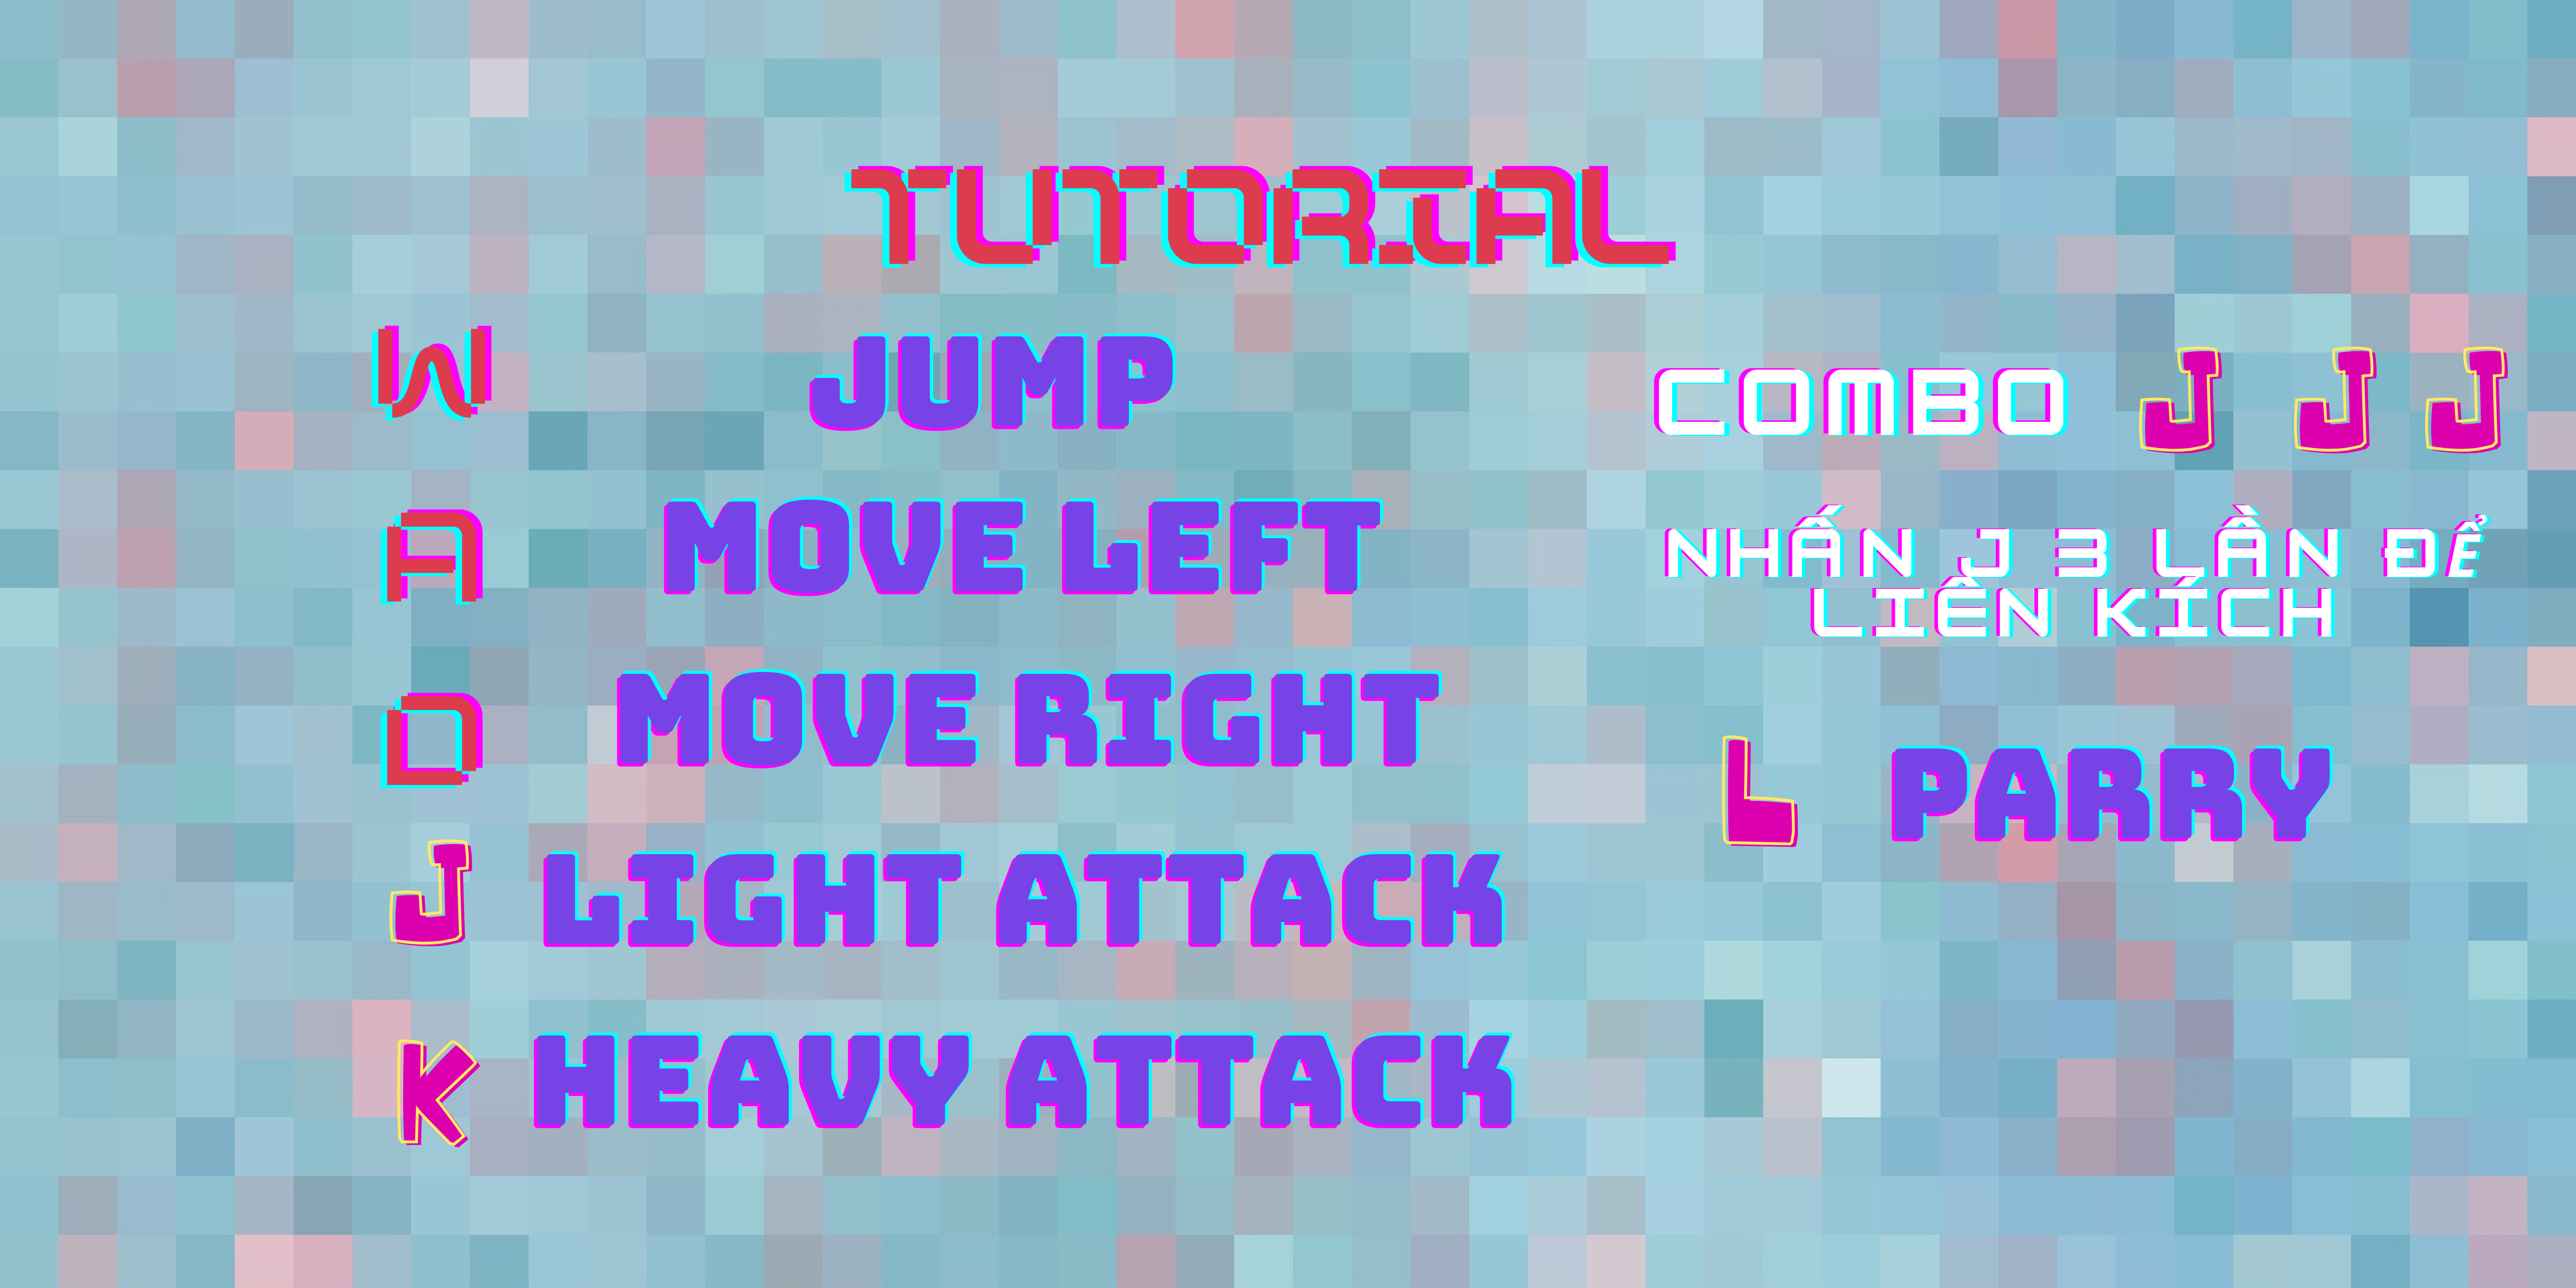 TUTORIAL
W JUMP
A MOVE LEFT
D MOVE RIGHT
J LIGHT ATTACK
K HEAVY ATTACK
COMBO J J J
NHẤN J 3 LẦN ĐỂ
LIỀN KÍCH
L PARRY